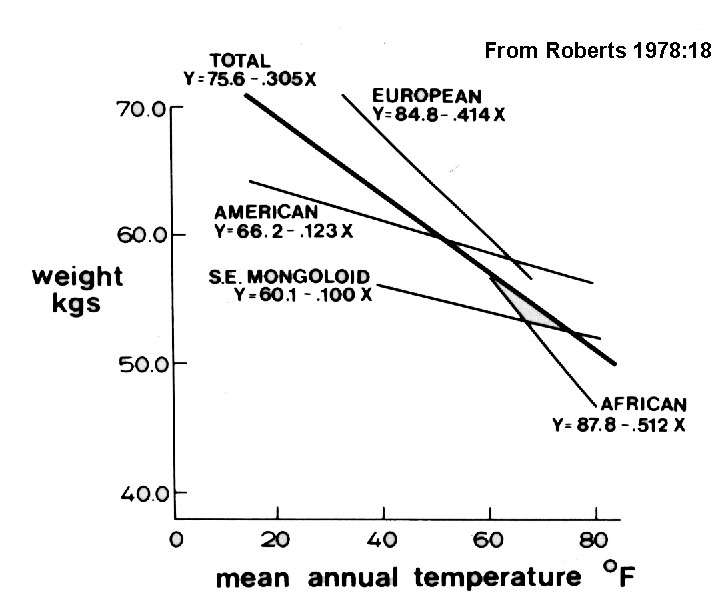 From Roberts 1978:18
TOTAL
Y=75.6-.305X
EUROPEAN
Y=84.8-.414X
70.0
AMERICAN
Y=66.2-.123X
60.0
S.E. MONGOLOID
Y=60.1-.100 X
weight
kgs
50.0
AFRICAN
Y=87.8-.512 X
40.0
0 20 40 60 80
mean annual temperature °F